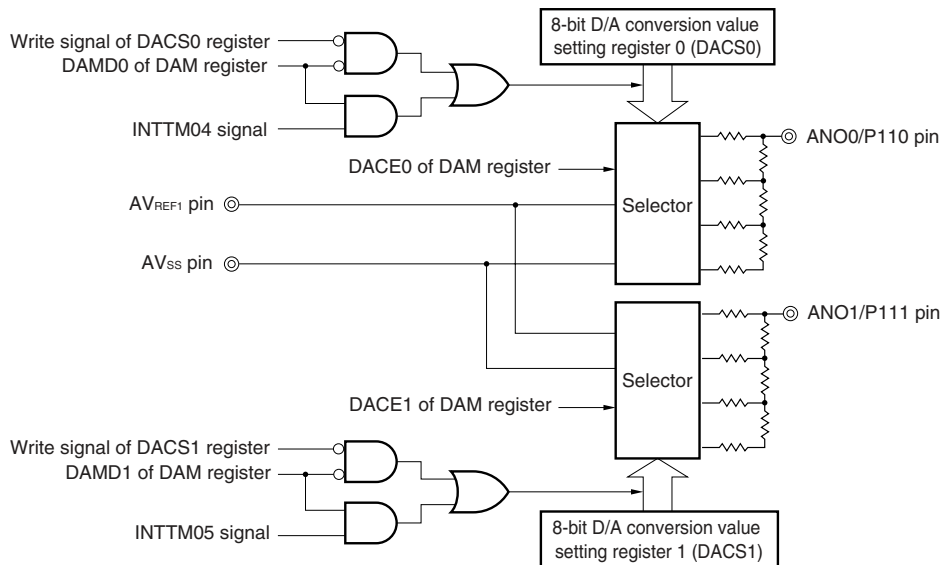 8-bit D/A conversion value
setting register 0 (DACS0)
Write signal of DACS0 register
DAMD0 of DAM register
INTTM04 signal
ANO0/P110 pin
DACE0 of DAM register
Selector
AVREF1 pin
AVSS pin
ANO1/P111 pin
Selector
DACE1 of DAM register
Write signal of DACS1 register
DAMD1 of DAM register
INTTM05 signal
8-bit D/A conversion value
setting register 1 (DACS1)